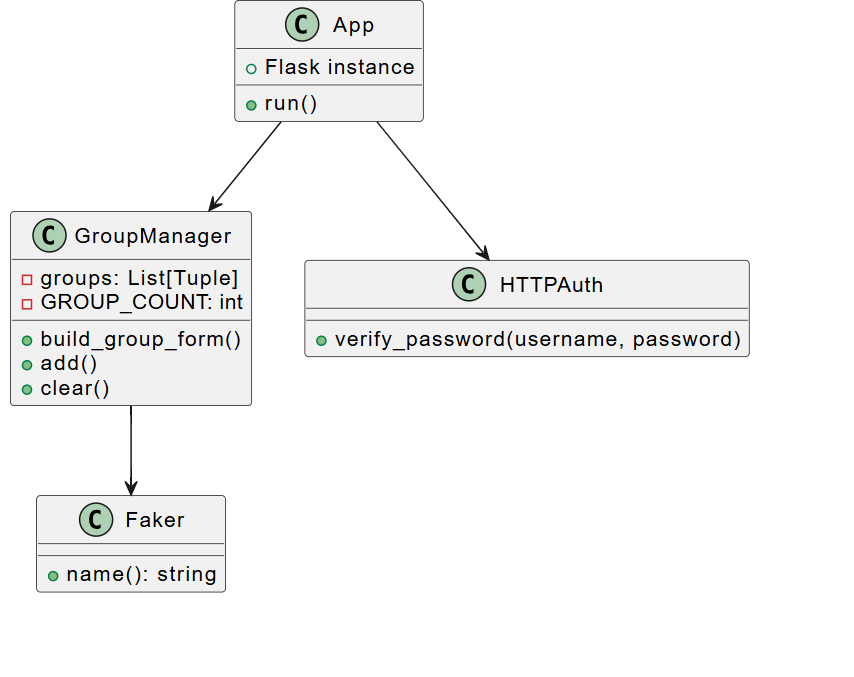 C App
Flask instance
run()
C GroupManager
groups: List[Tuple]
GROUP_COUNT: int
build_group_form()
add()
clear()
C HTTPAuth
verify_password(username, password)
C Faker
name(): string